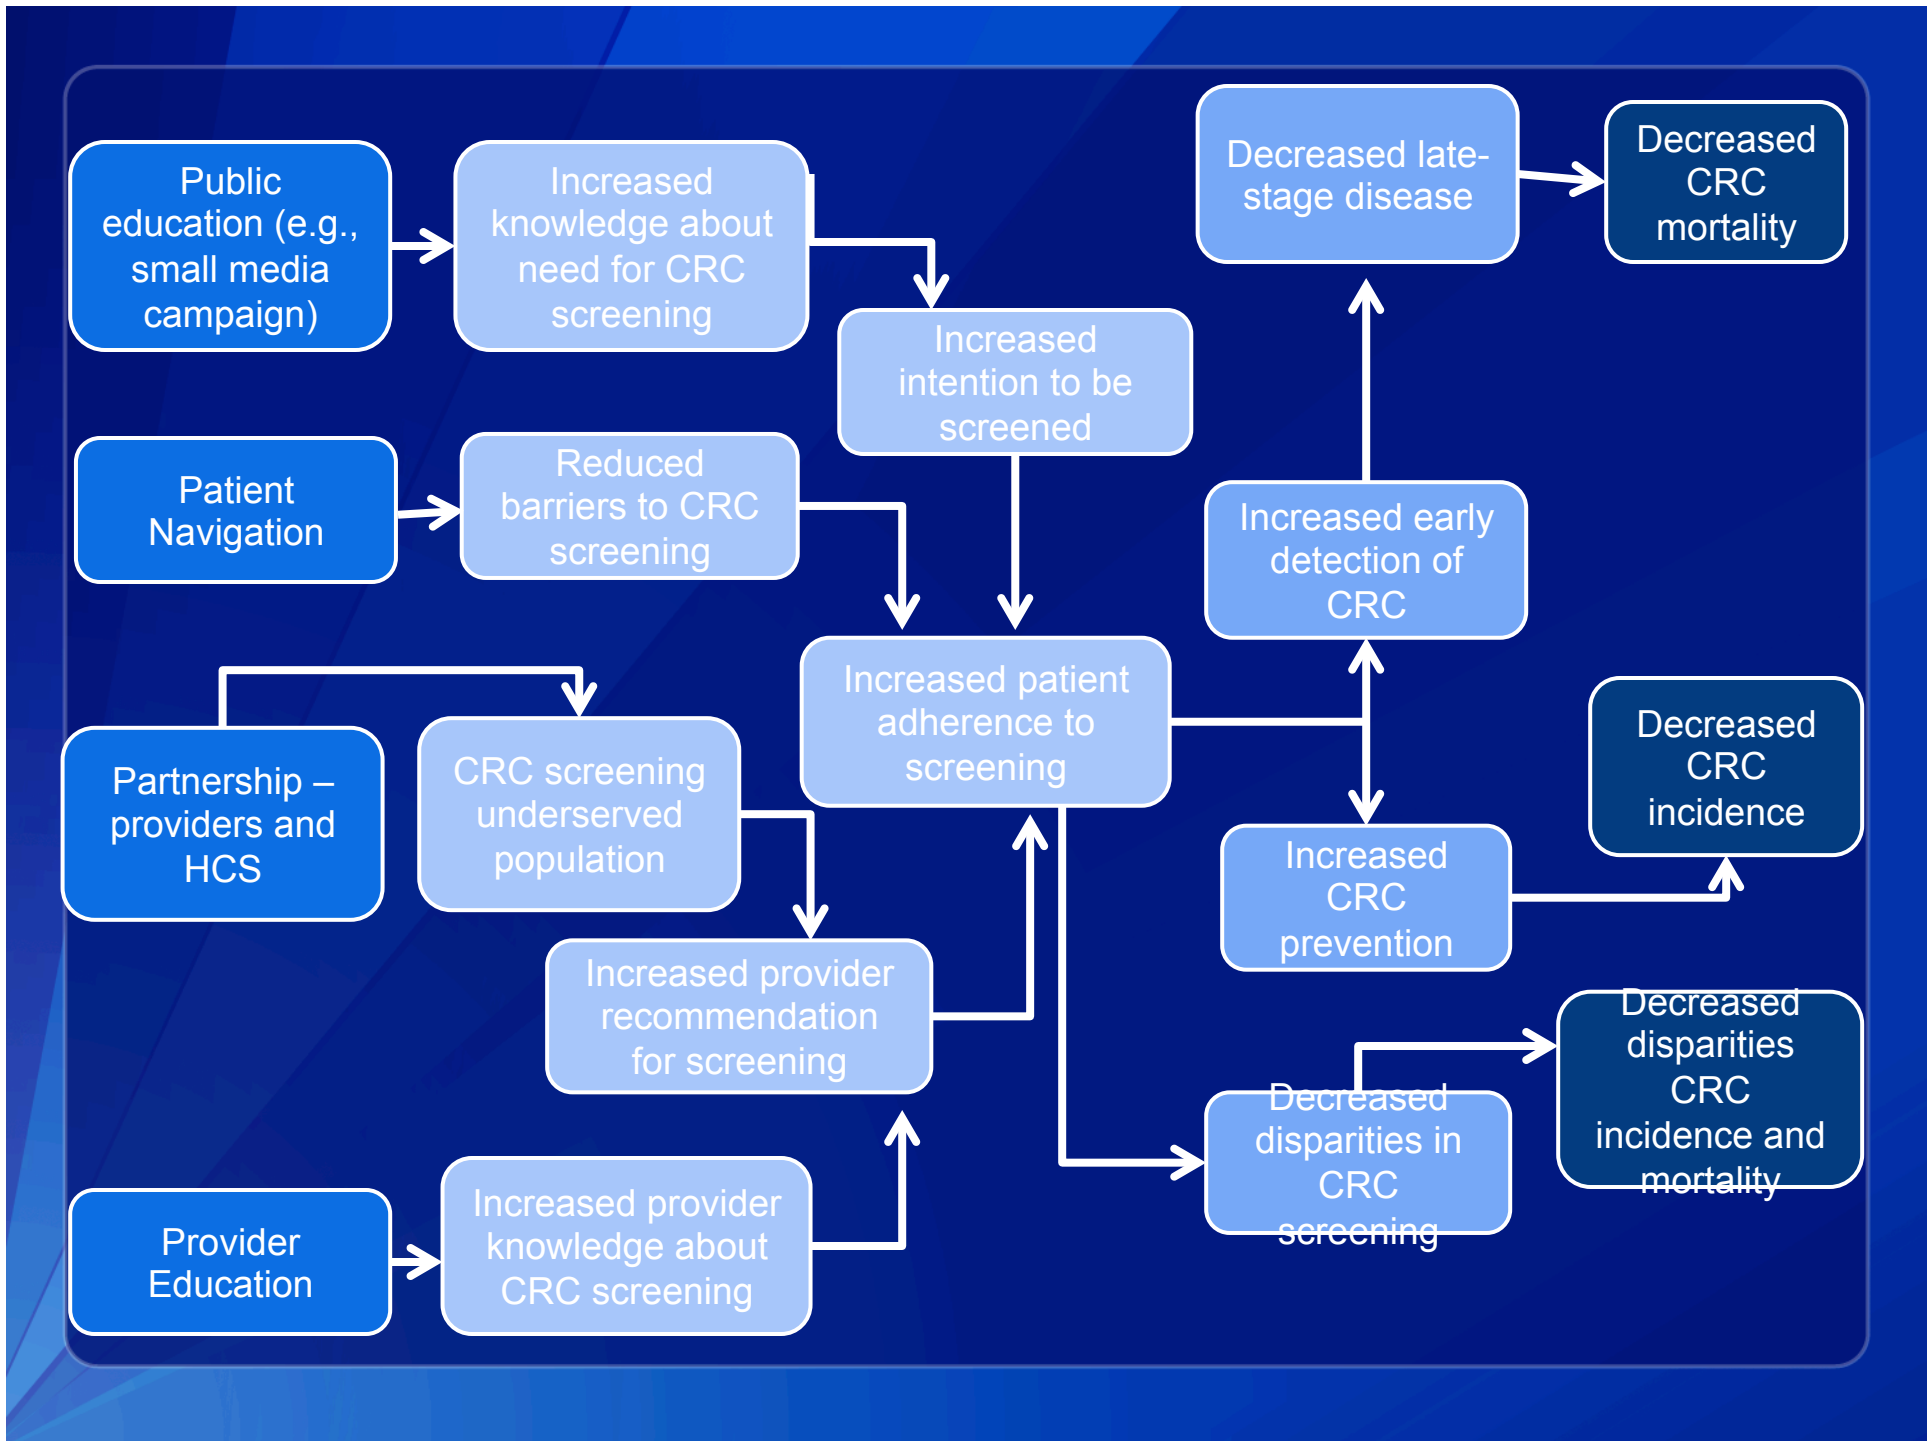 Public
education (e.g.,
small media
campaign)
Increased
knowledge about
need for CRC
screening
Increased
intention to be
screened
Decreased late-
stage disease
Decreased
CRC
mortality
Patient
Navigation
Reduced
barriers to CRC
screening
Increased early
detection of
CRC
Partnership –
providers and
HCS
CRC screening
underserved
population
Increased patient
adherence to
screening
Decreased
CRC
incidence
Increased
CRC
prevention
Increased provider
recommendation
for screening
Decreased
disparities
CRC
incidence and
mortality
Decreased
disparities in
CRC
screening
Provider
Education
Increased provider
knowledge about
CRC screening